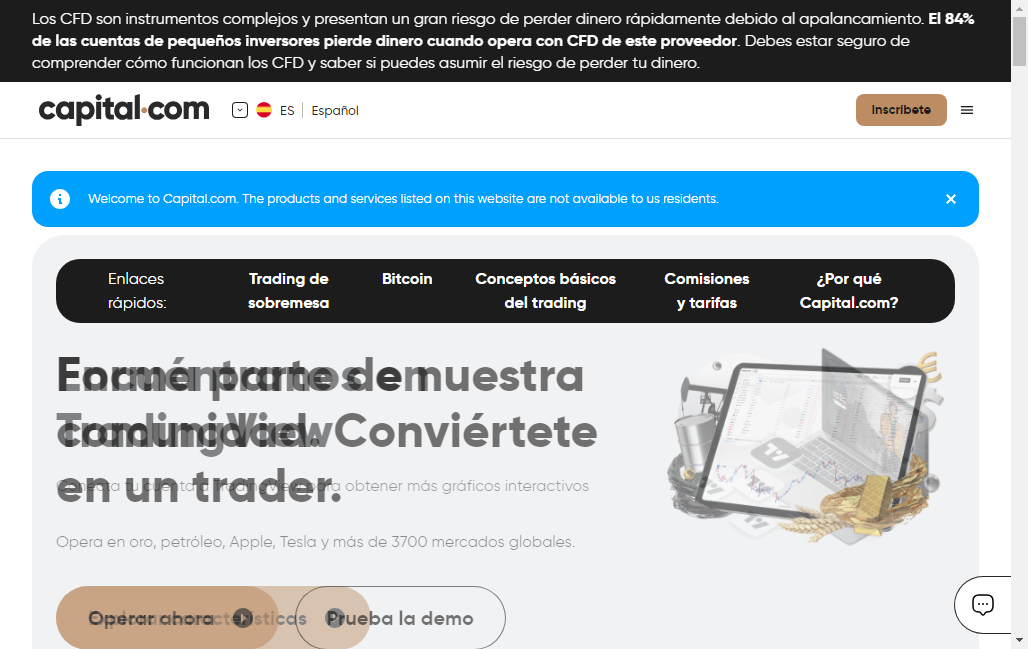 Los CFD son instrumentos complejos y presentan un gran riesgo de perder dinero rápidamente debido al apalancamiento. El 84%
de las cuentas de pequeños inversores pierde dinero cuando opera con CFD de este proveedor. Debes estar seguro de
comprender cómo funcionan los CFD y saber si puedes asumir el riesgo de perder tu dinero.
capital.com
ES
Español
Inscríbete
Welcome to Capital.com. The products and services listed on this website are not available to us residents.
Enlaces
rápidos:
Trading de
sobremesa
Bitcoin
Conceptos básicos
del trading
Comisiones
y tarifas
¿Por qué
Capital.com?
Formá parte de nuestra
comunidad. Conviértete
en un trader.
TradingView
Conecta tu cuenta a TradingView para obtener más gráficos interactivos
Opera en oro, petróleo, Apple, Tesla y más de 3700 mercados globales.
Operar ahora
Prueba la demo